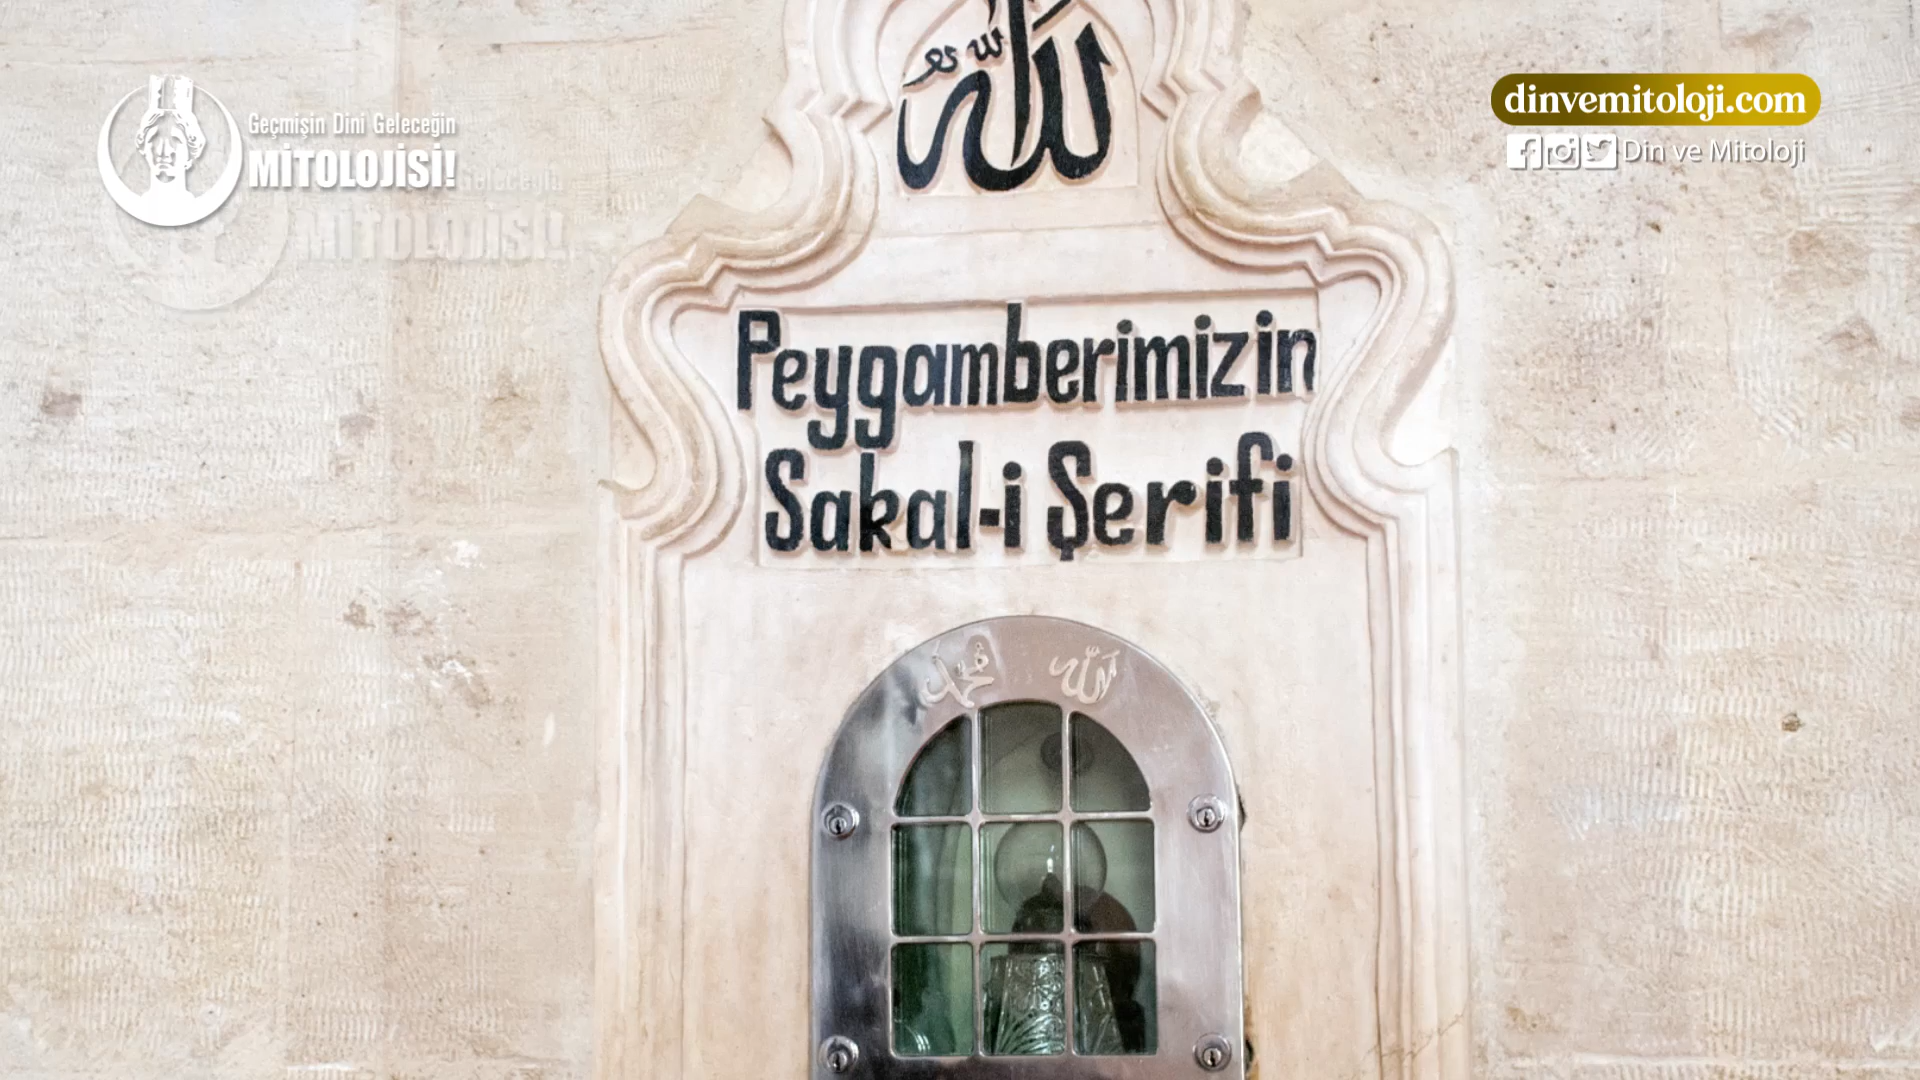 Geçmişin Dini Geleceğin
MİTOLOJİSİ!
dinvemitoloji.com
Din ve Mitoloji
الله
Peygamberimizin
Sakal-i Şerifi
محمد الله